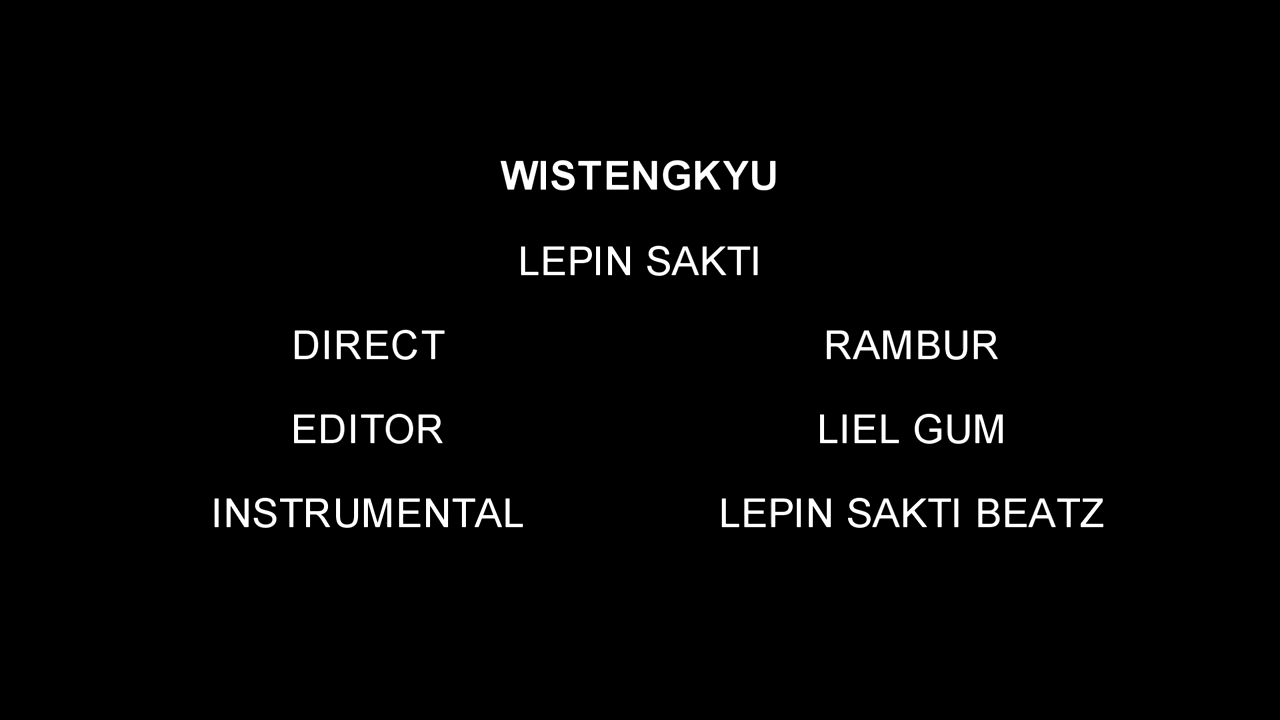 WISTENGKYU
LEPIN SAKTI
DIRECT RAMBUR
EDITOR LIEL GUM
INSTRUMENTAL LEPIN SAKTI BEATZ